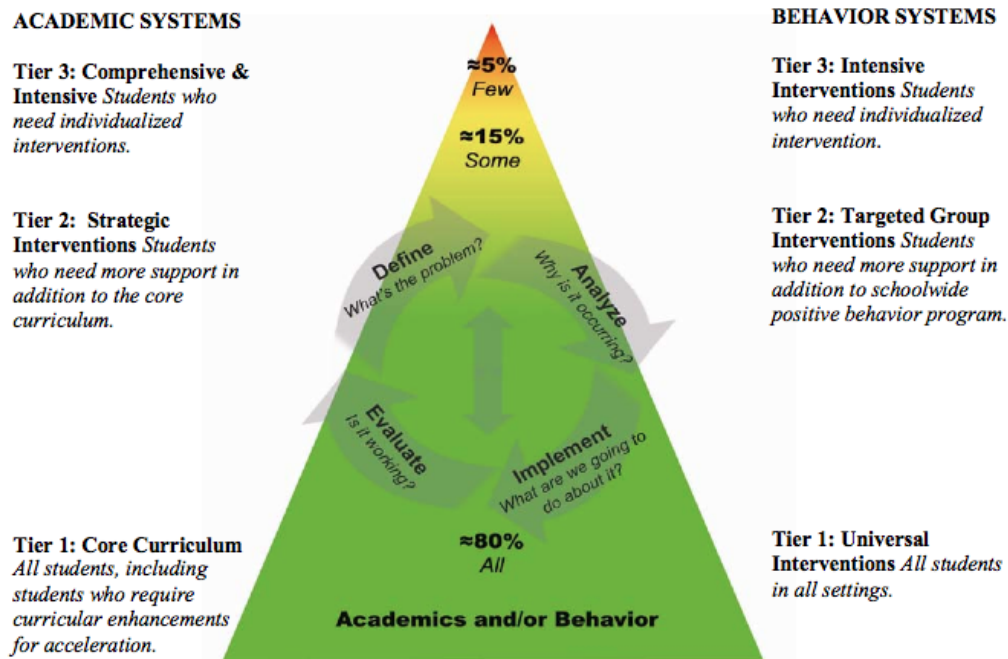 ACADEMIC SYSTEMS
Tier 3: Comprehensive &
Intensive Students who
need individualized
interventions.
Tier 2: Strategic
Interventions Students
who need more support in
addition to the core
curriculum.
Tier 1: Core Curriculum
All students, including
students who require
curricular enhancements
for acceleration.
≈5%
Few
≈15%
Some
Define
What's the problem?
Analyze
Why is it occurring?
Implement
What are we going to
do about it?
Evaluate
Is it working?
≈80%
All
Academics and/or Behavior
BEHAVIOR SYSTEMS
Tier 3: Intensive
Interventions Students
who need individualized
intervention.
Tier 2: Targeted Group
Interventions Students
who need more support in
addition to schoolwide
positive behavior program.
Tier 1: Universal
Interventions All students
in all settings.